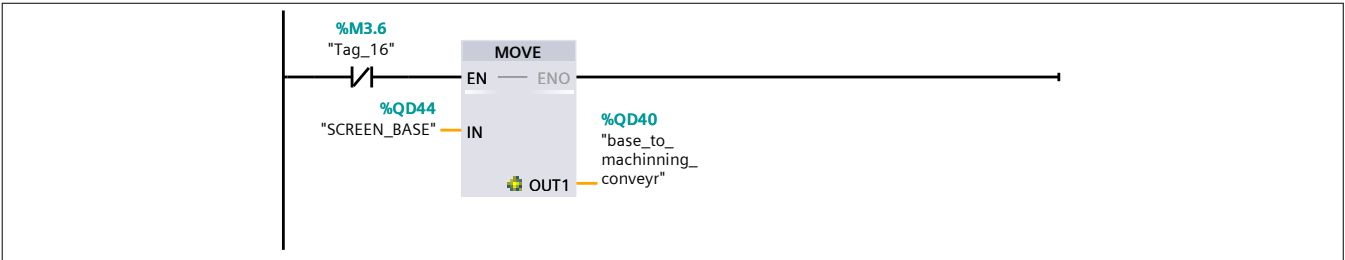 %M3.6
"Tag_16"
MOVE
EN
ENO
%QD44
"SCREEN_BASE"
IN
%QD40
"base_to_
machinning_
conveyr"
OUT1